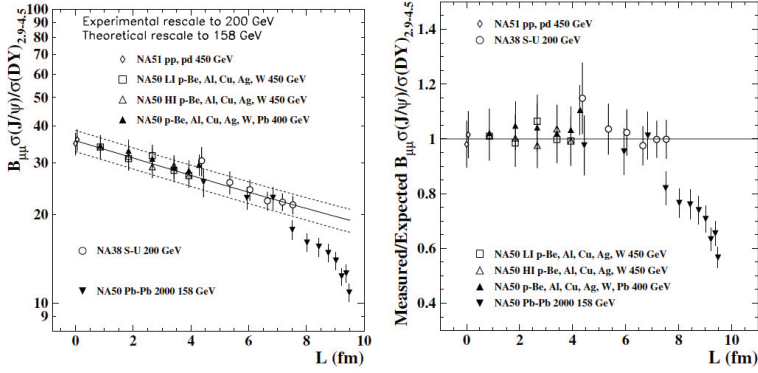 Experimental rescale to 200 GeV
Theoretical rescale to 158 GeV
NA51 pp, pd 450 GeV
NA50 LI p-Be, Al, Cu, Ag, W 450 GeV
NA50 HI p-Be, Al, Cu, Ag, W 450 GeV
NA50 p-Be, Al, Cu, Ag, W, Pb 400 GeV
NA38 S-U 200 GeV
NA50 Pb-Pb 2000 158 GeV
B_μμσ(J/ψ)/σ(DY)_2.9-4.5
100
90
80
70
60
50
40
30
20
10
9
8
0 2 4 6 8 10
L (fm)
NA51 pp, pd 450 GeV
NA38 S-U 200 GeV
NA50 LI p-Be, Al, Cu, Ag, W 450 GeV
NA50 HI p-Be, Al, Cu, Ag, W 450 GeV
NA50 p-Be, Al, Cu, Ag, W, Pb 400 GeV
NA50 Pb-Pb 2000 158 GeV
Measured/Expected B_μμσ(J/ψ)/σ(DY)_2.9-4.5
1.4
1.2
1
0.8
0.6
0.4
0 2 4 6 8 10
L (fm)